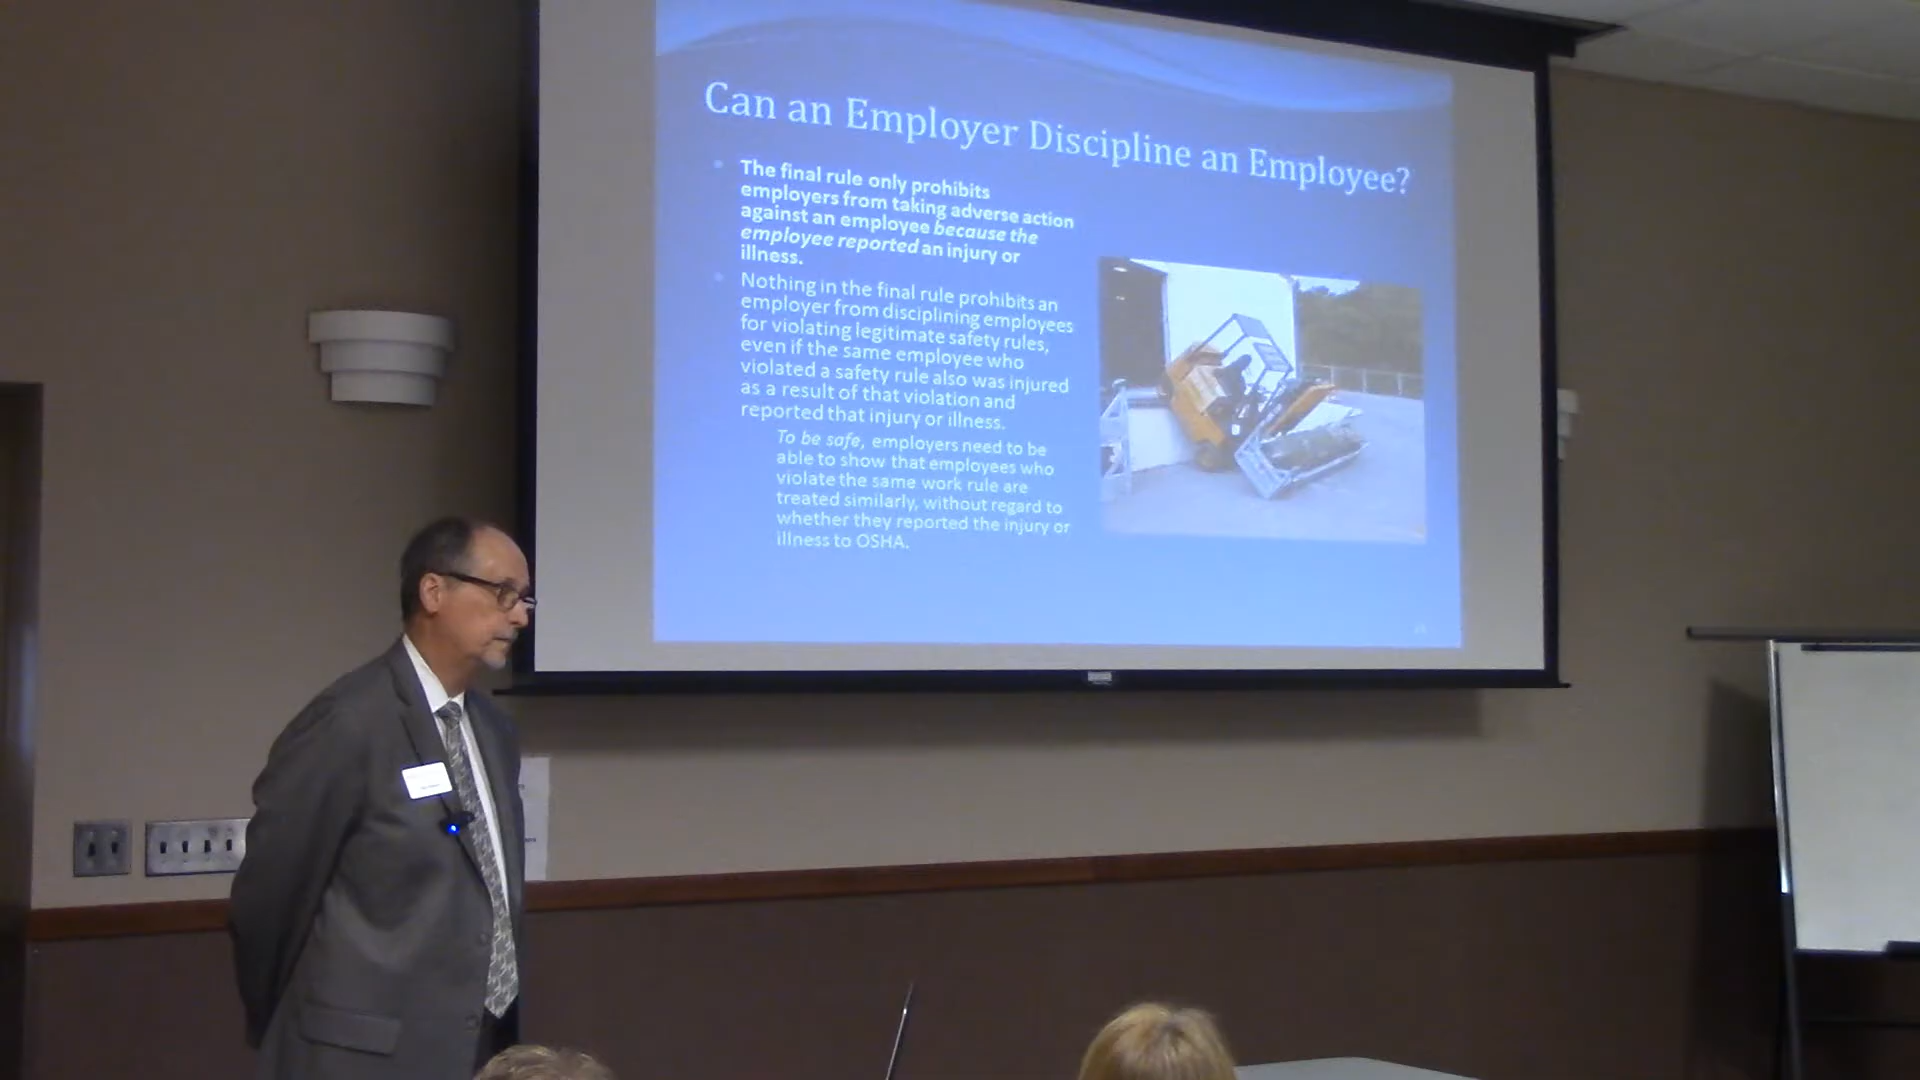 Can an Employer Discipline an Employee?
The final rule only prohibits
employers from taking adverse action
against an employee because the
employee reported an injury or
illness.
Nothing in the final rule prohibits an
employer from disciplining employees
for violating legitimate safety rules,
even if the same employee who
violated a safety rule also was injured
as a result of that violation and
reported that injury or illness.
To be safe, employers need to be
able to show that employees who
violate the same work rule are
treated similarly, without regard to
whether they reported the injury or
illness to OSHA.